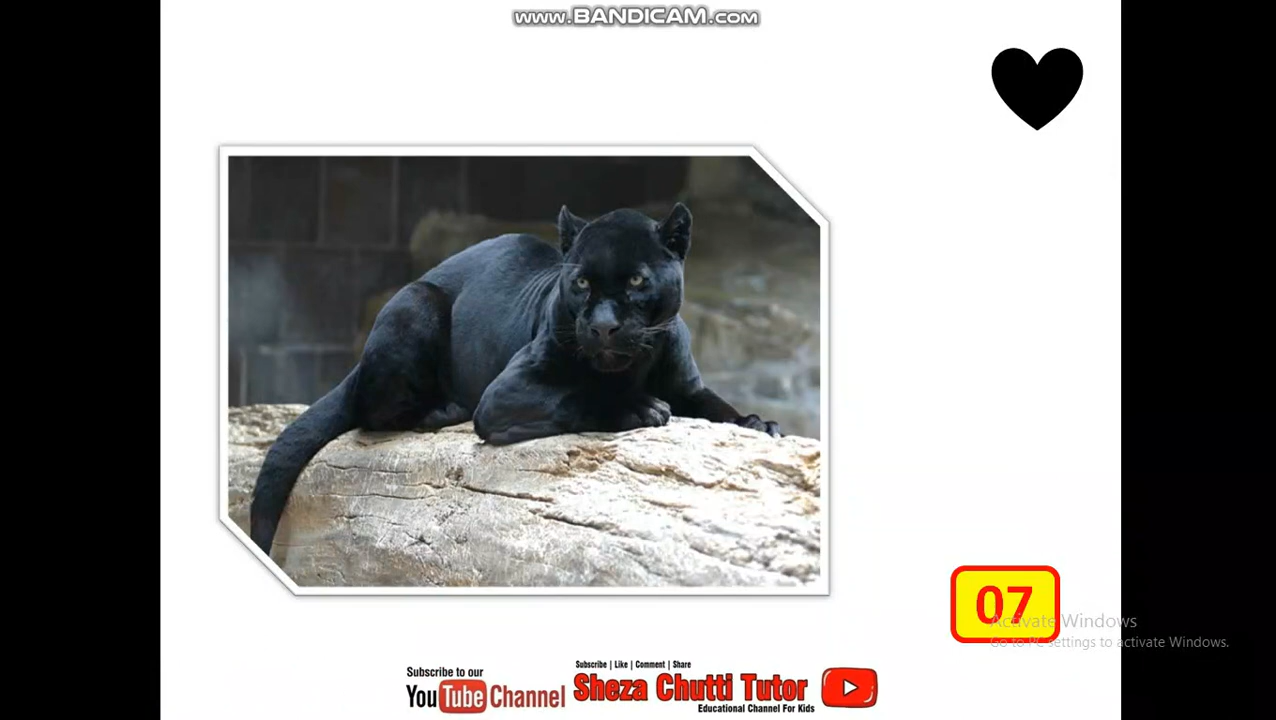 www.BANDICAM.com
07
Activate Windows
Go to PC settings to activate Windows.
Subscribe to our
YouTube Channel
Subscribe | Like | Comment | Share
Sheza Chutti Tutor
Educational Channel For Kids